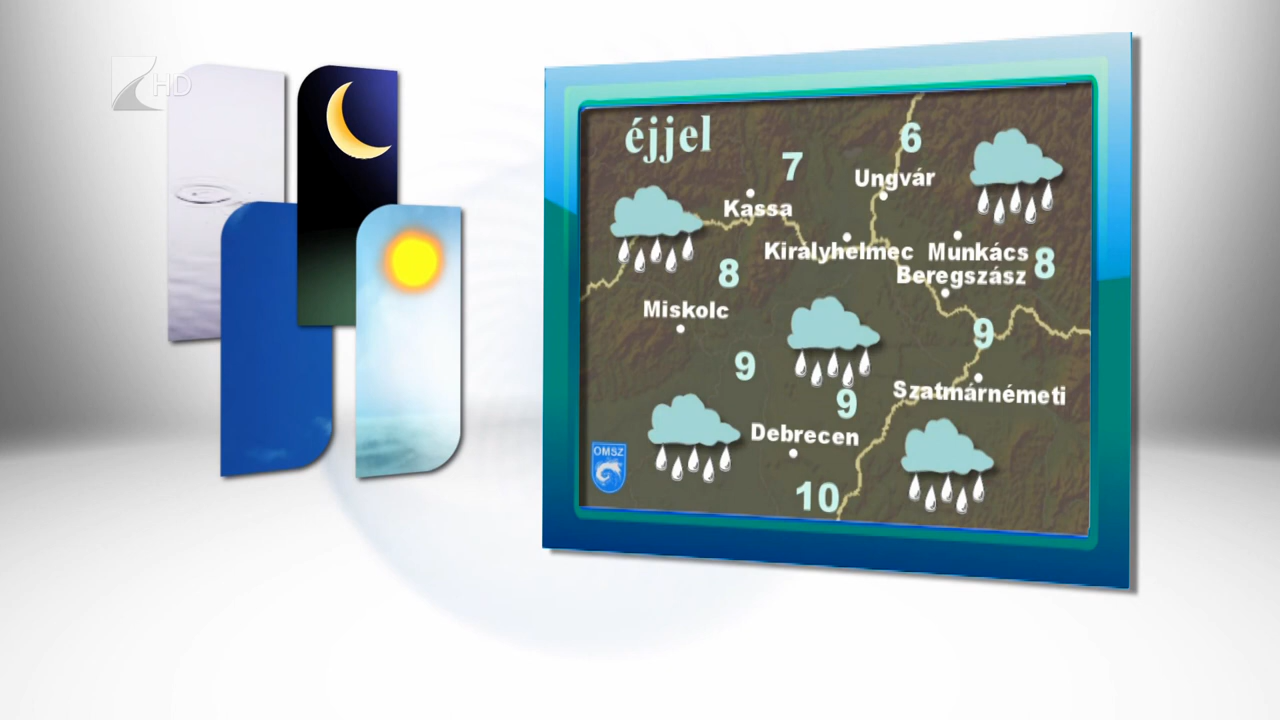 HD
éjjel
6
7
Ungvár
Kassa
Királyhelmec
Munkács
8
Beregszász
8
Miskolc
9
9
Szatmárnémeti
9
Debrecen
OMSZ
10